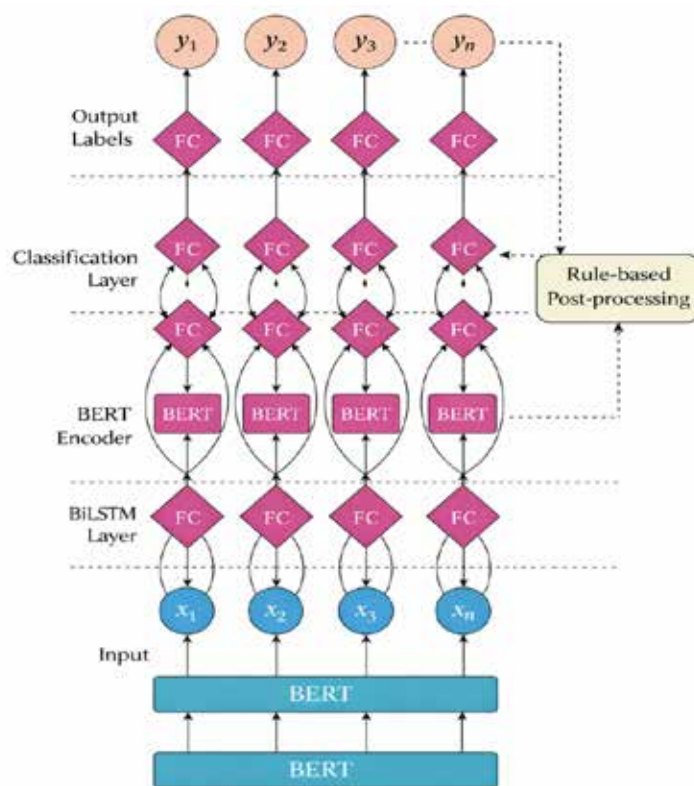 y1 y2 y3 yn
Output
Labels
FC FC FC FC
Classification
Layer
FC FC FC FC
Rule-based
Post-processing
FC FC FC FC
BERT
Encoder
BERT BERT BERT BERT
BiLSTM
Layer
FC FC FC FC
x1 x2 x3 xn
Input
BERT
BERT